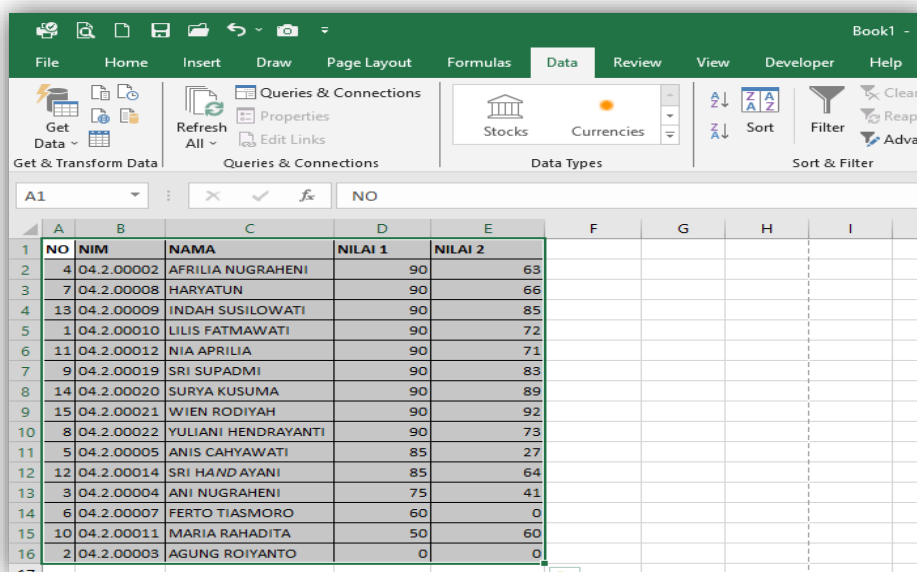 Book1 -
File Home Insert Draw Page Layout Formulas Data Review View Developer Help
Get Data
Refresh All
Queries & Connections
Properties
Edit Links
Stocks
Currencies
A Z
Z A
Z A A Z
Sort
Filter
Clear
Reap
Adva
Get & Transform Data Queries & Connections Data Types Sort & Filter
A1 fx NO
A B C D E F G H I
1 NO NIM NAMA NILAI 1 NILAI 2
2 4 04.2.00002 AFRILIA NUGRAHENI 90 63
3 7 04.2.00008 HARYATUN 90 66
4 13 04.2.00009 INDAH SUSILOWATI 90 85
5 1 04.2.00010 LILIS FATMAWATI 90 72
6 11 04.2.00012 NIA APRILIA 90 71
7 9 04.2.00019 SRI SUPADMI 90 83
8 14 04.2.00020 SURYA KUSUMA 90 89
9 15 04.2.00021 WIEN RODIYAH 90 92
10 8 04.2.00022 YULIANI HENDRAYANTI 90 73
11 5 04.2.00005 ANIS CAHYAWATI 85 27
12 12 04.2.00014 SRI HANDAYANI 85 64
13 3 04.2.00004 ANI NUGRAHENI 75 41
14 6 04.2.00007 FERTO TIASMORO 60 0
15 10 04.2.00011 MARIA RAHADITA 50 60
16 2 04.2.00003 AGUNG ROIYANTO 0 0